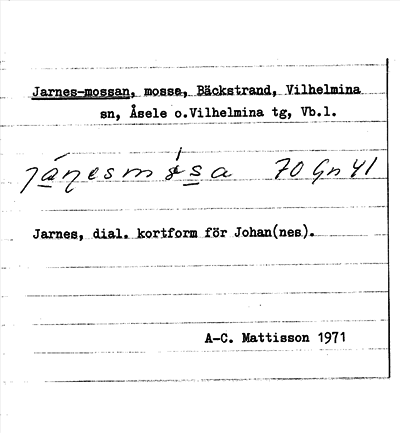 Jarnes-mossan, mosse, Bäckstrand, Vilhelmina
sn, Åsele o.Vilhelmina tg, Vb.l.
70 Gn 41
Jarnes, dial. kortform för Johan(nes).
A-C. Mattisson 1971